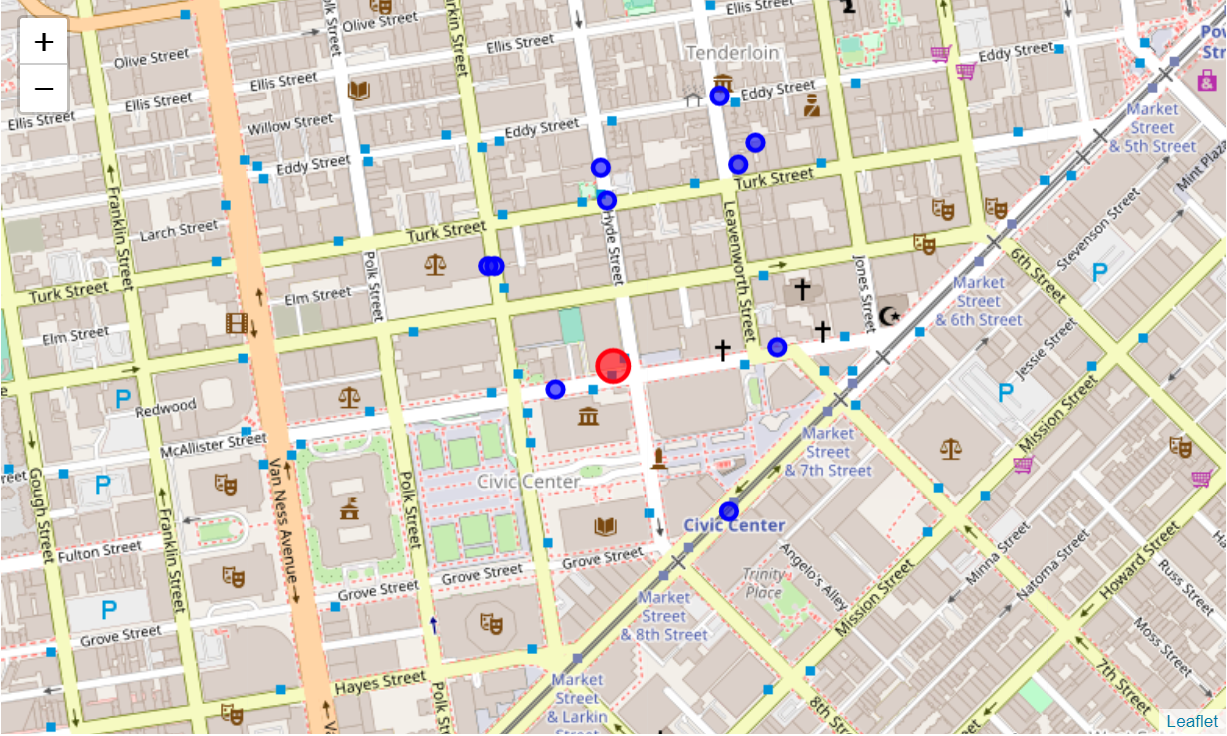 +
−
Ellis Street
Olive Street
Olive Street
Ellis Street
Tenderloin
Eddy Street
Ellis Street
Ellis Street
Ellis Street
Willow Street
Eddy Street
Eddy Street
Eddy Street
Market
Street
& 5th Street
Mint Plaza
Turk Street
Franklin Street
Larch Street
Turk Street
Hyde Street
Leavenworth Street
Stevenson Street
6th Street
Polk Street
Jones Street
Turk Street
Elm Street
Elm Street
P
Market
Street
& 6th Street
Jessie Street
P
P
Redwood
McAllister Street
Mission Street
Market
Street
& 7th Street
Gough Street
P
Franklin Street
Van Ness Avenue
Polk Street
Civic Center
Civic Center
Fulton Street
Grove Street
Grove Street
Grove Street
Grove Street
P
Trinity
Place
Angelo's Alley
Mission Street
Minna Street
Natoma Street
Howard Street
Russ Street
Moss Street
Market
Street
& 8th Street
Hayes Street
Market
Street
& Larkin
7th Street
8th Street
Leaflet